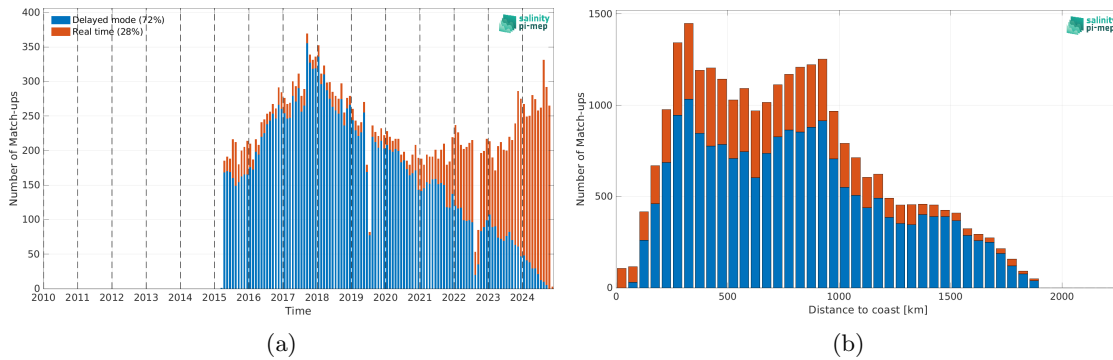 Delayed mode (72%)
Real time (28%)
salinity
pi-mep
400
350
300
250
200
150
100
50
0
Number of Match-ups
2010 2011 2012 2013 2014 2015 2016 2017 2018 2019 2020 2021 2022 2023 2024
Time
(a)
salinity
pi-mep
1500
1000
500
0
Number of Match-ups
0 500 1000 1500 2000
Distance to coast [km]
(b)